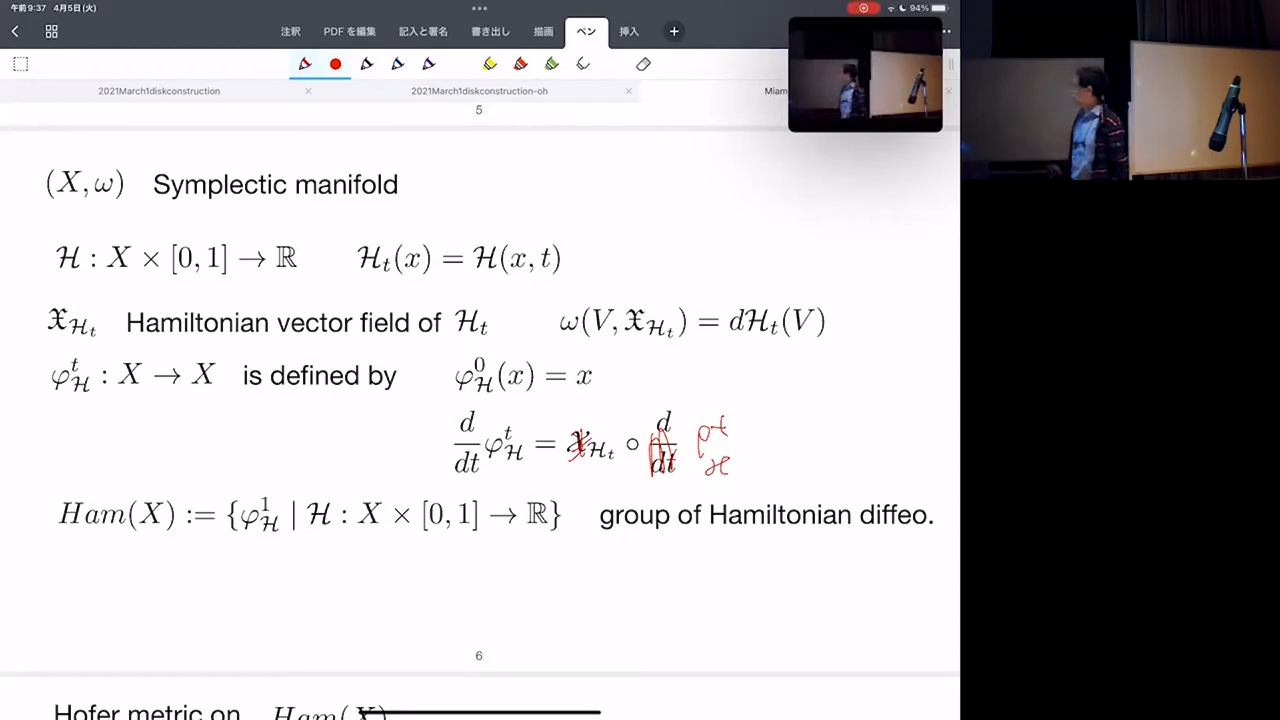 午前9:37 4月5日(火)
94%
注釈 PDF を編集 記入と署名 書き出し 描画 ペン 挿入
2021March1diskconstruction × 2021March1diskconstruction-oh × Miam
5
(X, ω) Symplectic manifold
ℋ : X × [0, 1] → ℝ ℋ_t(x) = ℋ(x, t)
𝔛_{ℋ_t} Hamiltonian vector field of ℋ_t ω(V, 𝔛_{ℋ_t}) = dℋ_t(V)
φ^t_ℋ : X → X is defined by φ^0_ℋ(x) = x
d/dt φ^t_ℋ = 𝒳_{ℋ_t} ∘ d/dt
Ham(X) := {φ^1_ℋ | ℋ : X × [0, 1] → ℝ} group of Hamiltonian diffeo.
6
Hofer metric on Ham(X)